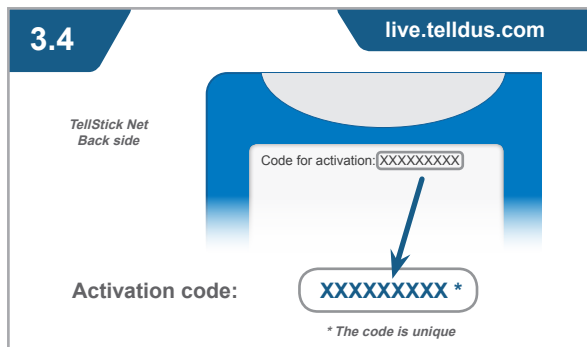 3.4
live.telldus.com
TellStick Net
Back side
Code for activation: XXXXXXXXX
Activation code: XXXXXXXXX *
* The code is unique